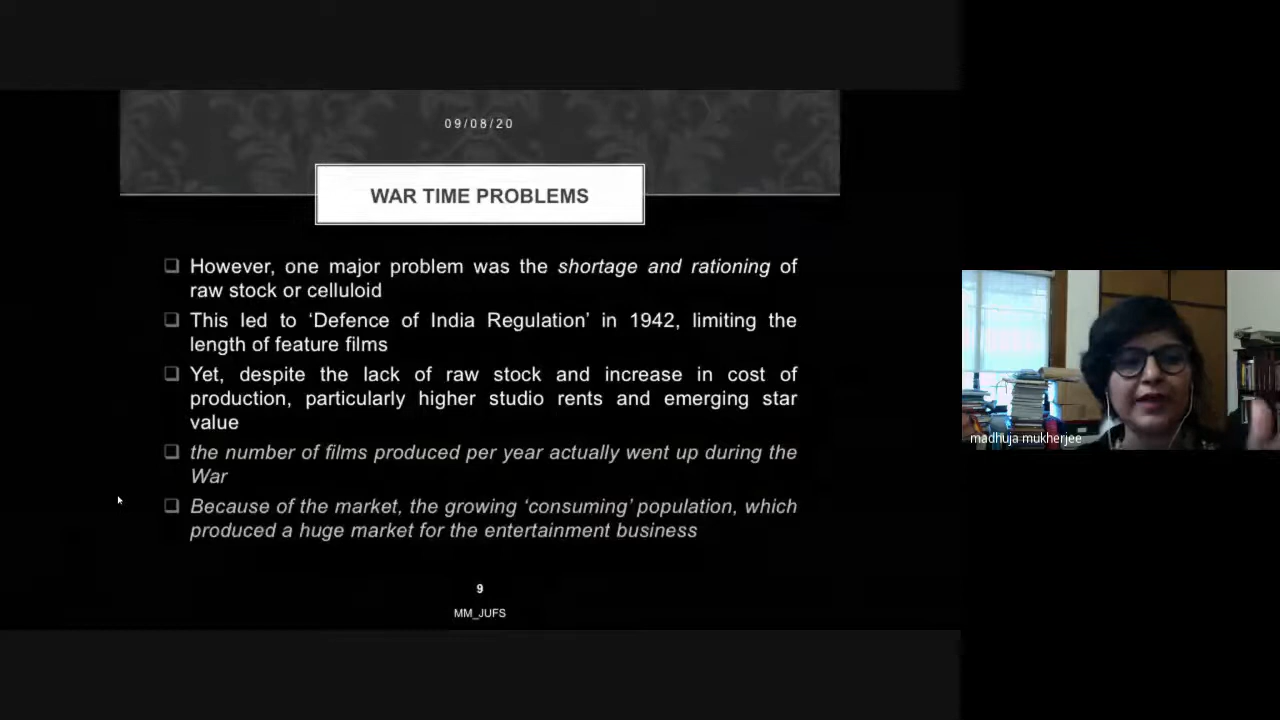 09/08/20
WAR TIME PROBLEMS
However, one major problem was the shortage and rationing of
raw stock or celluloid
This led to ‘Defence of India Regulation’ in 1942, limiting the
length of feature films
Yet, despite the lack of raw stock and increase in cost of
production, particularly higher studio rents and emerging star
value
the number of films produced per year actually went up during the
War
Because of the market, the growing ‘consuming’ population, which
produced a huge market for the entertainment business
9
MM_JUFS
madhuja mukherjee